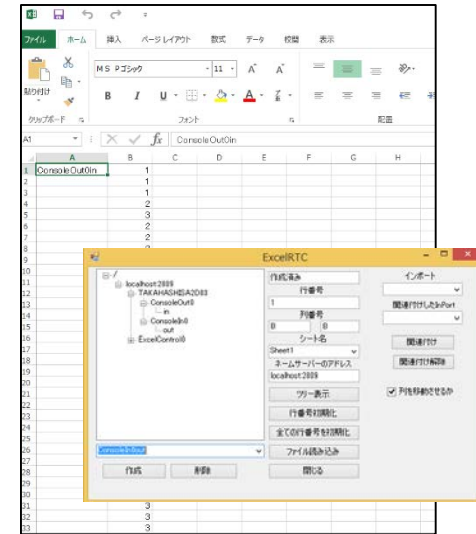 ファイル ホーム 挿入 ページレイアウト 数式 データ 校閲 表示
貼り付け
MS Pゴシック 11 A A
B I U A
クリップボード フォント 配置
A1 fx ConsoleOut0in
A B C D E F G H
1 ConsoleOut0in 1
2 1
3 1
4 2
5 3
6 2
7 2
8
9 ExcelRTC
10 / 作成済み インポート
11 localhost:2809 行番号
12 TAKAHASHISA2D03 1 関連付けしたInPort
13 ConsoleOut0 列番号
14 in B B
15 ConsoleIn0 シート名 関連付け
16 out Sheet1
17 ExcelControl0 ネームサーバーのアドレス 関連付け解除
18 localhost:2809
19 ツリー表示 列を移動させるか
20
21 行番号初期化
22
23 全ての行番号を初期化
24
25 ConsoleIn0out ファイル読み込み
26
27 作成 削除 閉じる
28
29
30
31 3
32 3
33 3